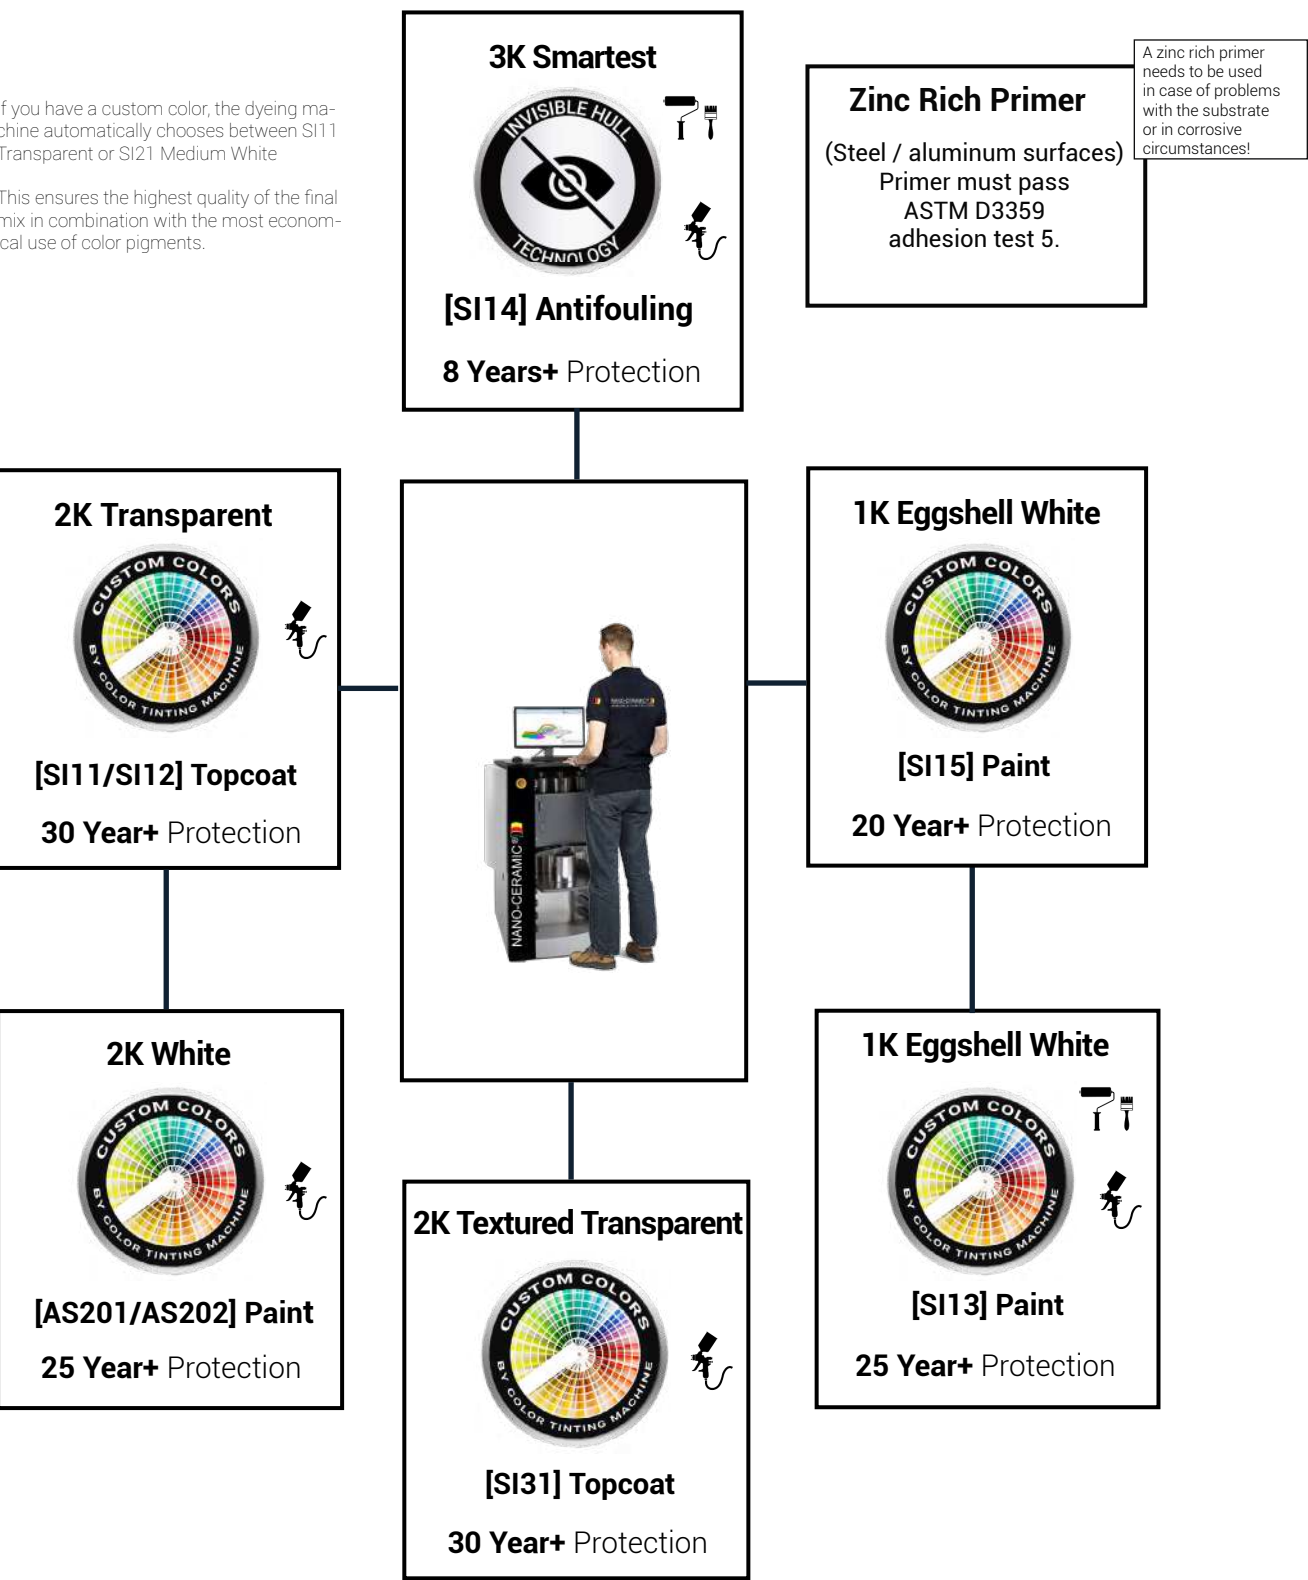 3K Smartest
INVISIBLE HULL
TECHNOLOGY
[SI14] Antifouling
8 Years+ Protection
Zinc Rich Primer
(Steel / aluminum surfaces)
Primer must pass
ASTM D3359
adhesion test 5.
A zinc rich primer
needs to be used
in case of problems
with the substrate
or in corrosive
circumstances!
If you have a custom color, the dyeing ma-
chine automatically chooses between SI11
Transparent or SI21 Medium White
This ensures the highest quality of the final
mix in combination with the most econom-
ical use of color pigments.
2K Transparent
CUSTOM COLORS
BY COLOR TINTING MACHINE
[SI11/SI12] Topcoat
30 Year+ Protection
NANO-CERAMIC®
NANO-CERAMIC®
1K Eggshell White
CUSTOM COLORS
BY COLOR TINTING MACHINE
[SI15] Paint
20 Year+ Protection
2K White
CUSTOM COLORS
BY COLOR TINTING MACHINE
[AS201/AS202] Paint
25 Year+ Protection
2K Textured Transparent
CUSTOM COLORS
BY COLOR TINTING MACHINE
[SI31] Topcoat
30 Year+ Protection
1K Eggshell White
CUSTOM COLORS
BY COLOR TINTING MACHINE
[SI13] Paint
25 Year+ Protection